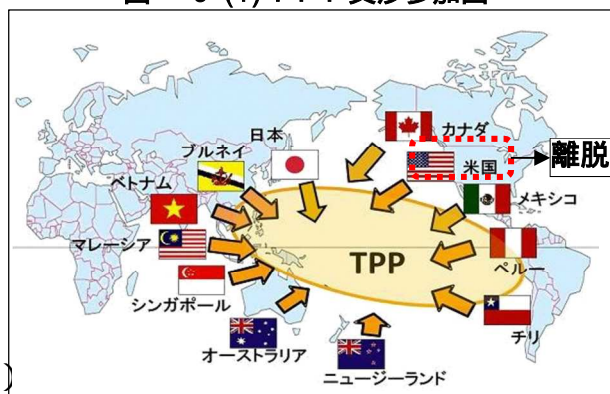 カナダ
日本
米国
離脱
ブルネイ
ベトナム
メキシコ
マレーシア
TPP
ペルー
シンガポール
チリ
オーストラリア
ニュージーランド
)